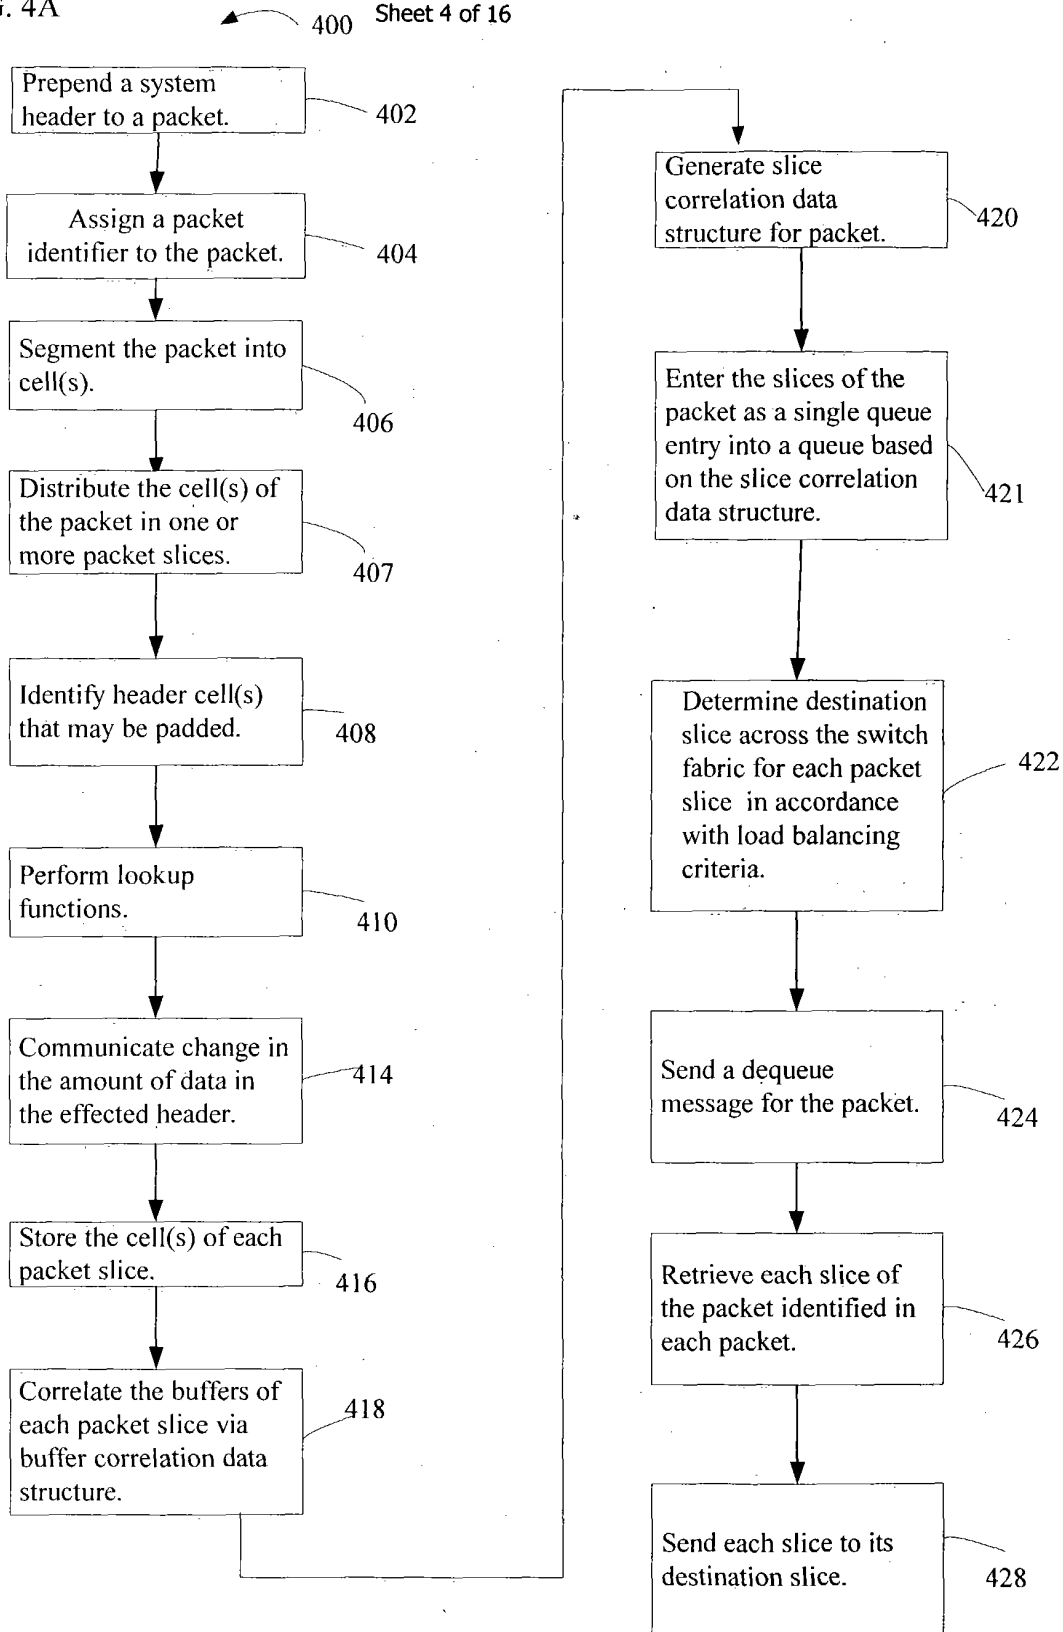 . 4A
400
Sheet 4 of 16
Prepend a system
header to a packet.
402
Assign a packet
identifier to the packet.
404
Segment the packet into
cell(s).
406
Distribute the cell(s) of
the packet in one or
more packet slices.
407
Identify header cell(s)
that may be padded.
408
Perform lookup
functions.
410
Communicate change in
the amount of data in
the effected header.
414
Store the cell(s) of each
packet slice.
416
Correlate the buffers of
each packet slice via
buffer correlation data
structure.
418
Generate slice
correlation data
structure for packet.
420
Enter the slices of the
packet as a single queue
entry into a queue based
on the slice correlation
data structure.
421
Determine destination
slice across the switch
fabric for each packet
slice in accordance
with load balancing
criteria.
422
Send a dequeue
message for the packet.
424
Retrieve each slice of
the packet identified in
each packet.
426
Send each slice to its
destination slice.
428